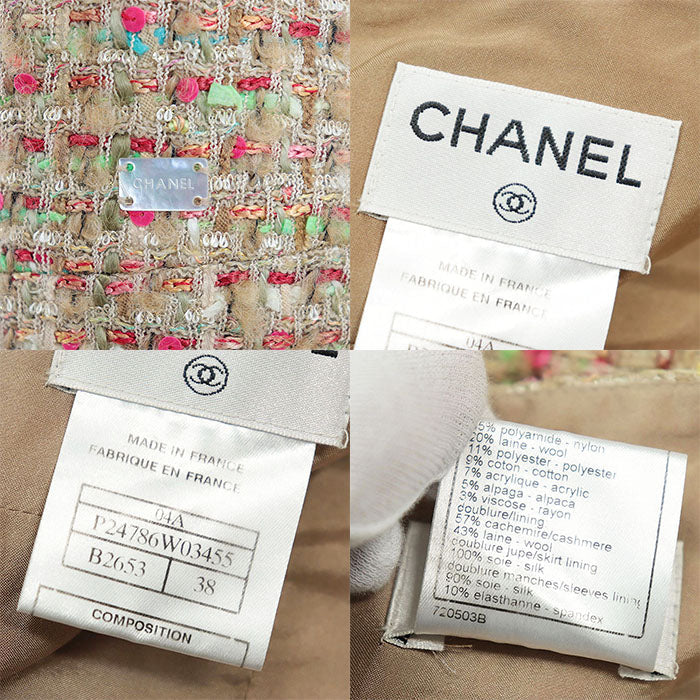 CHANEL
CHANEL
MADE IN FRANCE
FABRIQUE EN FRANCE
04A
MADE IN FRANCE
FABRIQUE EN FRANCE
04A
P24786W03455
B2653 38
COMPOSITION
5% polyamide - nylon
20% laine - wool
11% polyester - polyester
9% coton - cotton
7% acrylique - acrylic
5% alpaga - alpaca
3% viscose - rayon
doublure/lining
57% cachemire/cashmere
43% laine - wool
doublure jupe/skirt lining
100% soie - silk
doublure manches/sleeves lining
90% soie - silk
10% elasthanne - spandex
720503B